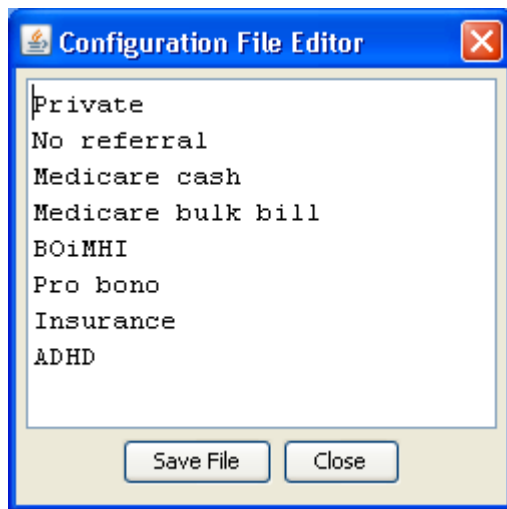 Configuration File Editor
Private
No referral
Medicare cash
Medicare bulk bill
BOiMHI
Pro bono
Insurance
ADHD
Save File Close